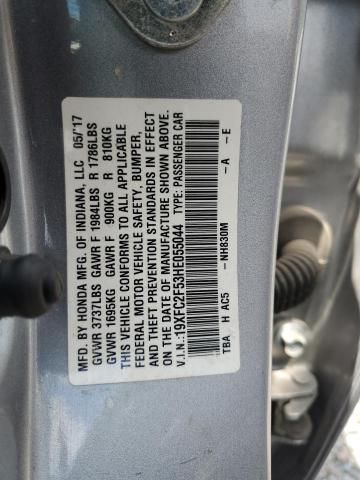 MFD. BY HONDA MFG. OF INDIANA, LLC 05/'17
GVWR 3737LBS GAWR F 1984LBS R 1786LBS
GVWR 1695KG GAWR F 900KG R 810KG
THIS VEHICLE CONFORMS TO ALL APPLICABLE
FEDERAL MOTOR VEHICLE SAFETY, BUMPER,
AND THEFT PREVENTION STANDARDS IN EFFECT
ON THE DATE OF MANUFACTURE SHOWN ABOVE.
V.I.N.:19XFC2F53HE055044 TYPE: PASSENGER CAR
TBA H AC5 -NH830M -A -E